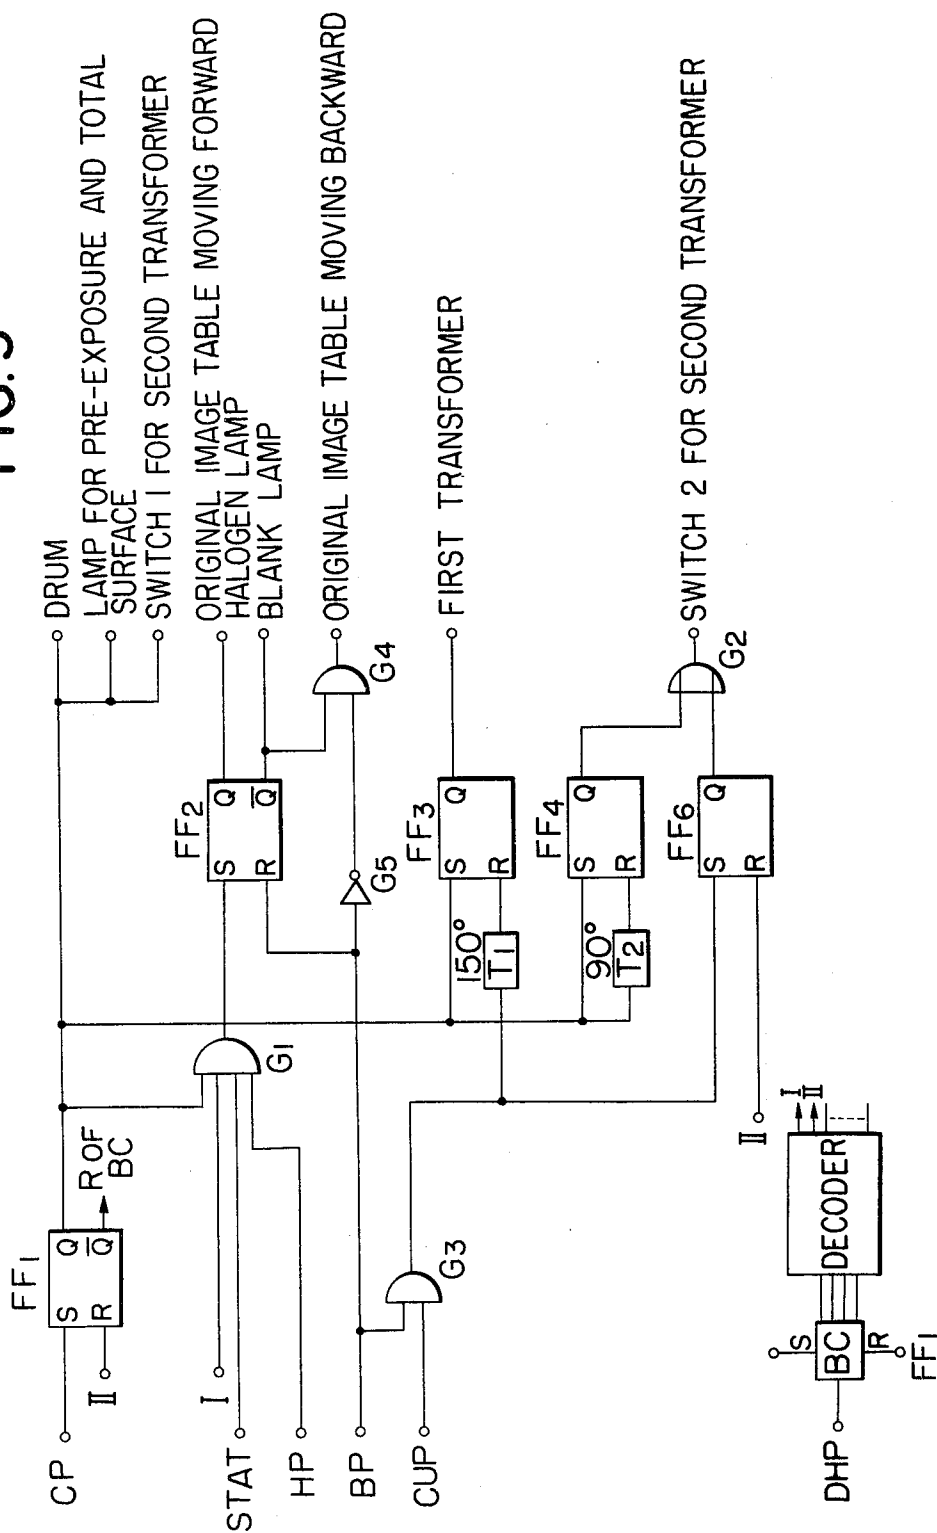 DRUM
LAMP FOR PRE-EXPOSURE AND TOTAL
SURFACE
SWITCH 1 FOR SECOND TRANSFORMER
ORIGINAL IMAGE TABLE MOVING FORWARD
HALOGEN LAMP
BLANK LAMP
ORIGINAL IMAGE TABLE MOVING BACKWARD
FIRST TRANSFORMER
SWITCH 2 FOR SECOND TRANSFORMER
CP
II
FF1
S
Q
R
Q̅
R OF
BC
I
STAT
HP
BP
CUP
G1
G3
FF2
S
Q
R
Q̅
G5
G4
150°
T1
FF3
S
Q
R
90°
T2
FF4
S
Q
R
FF6
S
Q
R
G2
II
DHP
S
BC
R
FF1
DECODER
I
II